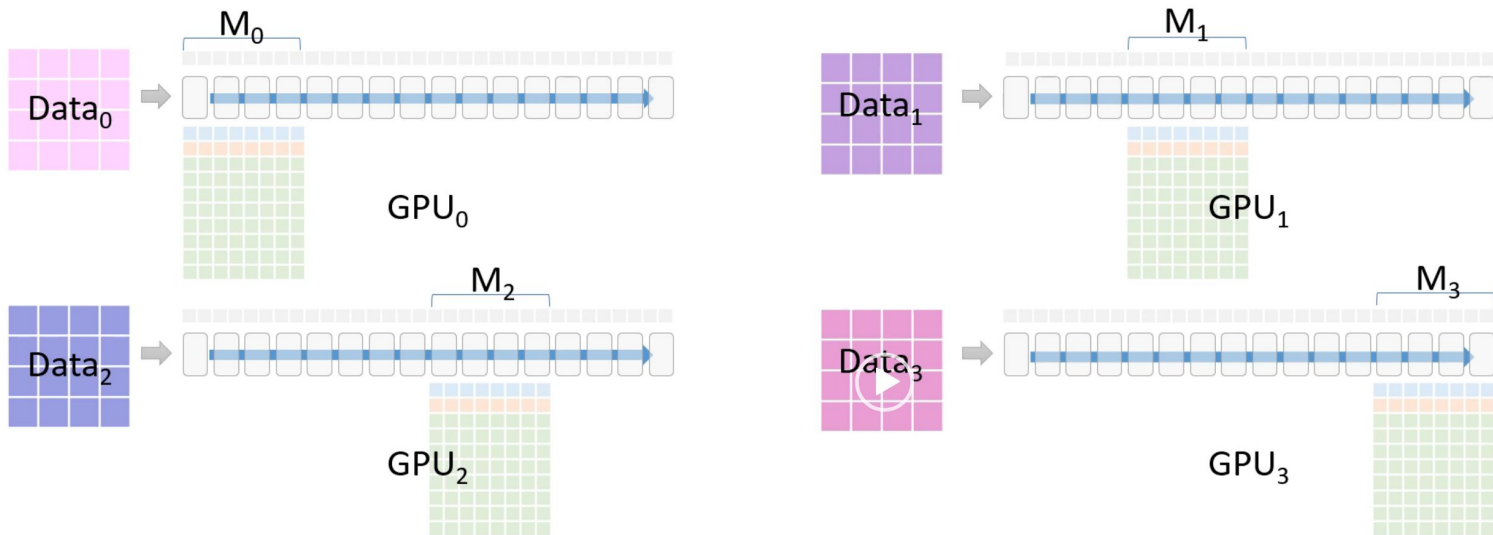 M₀
M₁
Data₀
Data₁
GPU₀
GPU₁
M₂
M₃
Data₂
Data₃
GPU₂
GPU₃